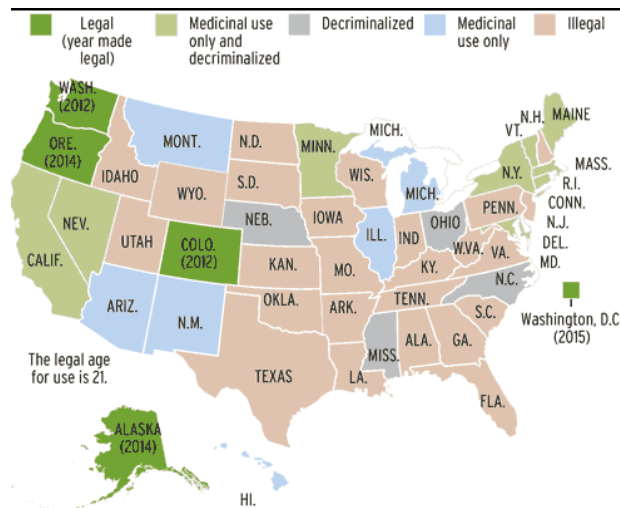 Legal
(year made
legal)
Medicinal use
only and
decriminalized
Decriminalized
Medicinal
use only
Illegal
WASH.
(2012)
ORE.
(2014)
IDAHO
MONT.
N.D.
S.D.
MINN.
WIS.
MICH.
MICH.
VT.
N.H.
MAINE
MASS.
R.I.
CONN.
N.J.
DEL.
MD.
N.Y.
PENN.
WYO.
NEB.
IOWA
ILL.
IND
OHIO
W.VA.
VA.
NEV.
CALIF.
UTAH
COLO.
(2012)
KAN.
MO.
KY.
N.C.
TENN.
S.C.
ARIZ.
N.M.
OKLA.
ARK.
MISS.
ALA.
GA.
TEXAS
LA.
FLA.
Washington, D.C
(2015)
The legal age
for use is 21.
ALASKA
(2014)
HI.